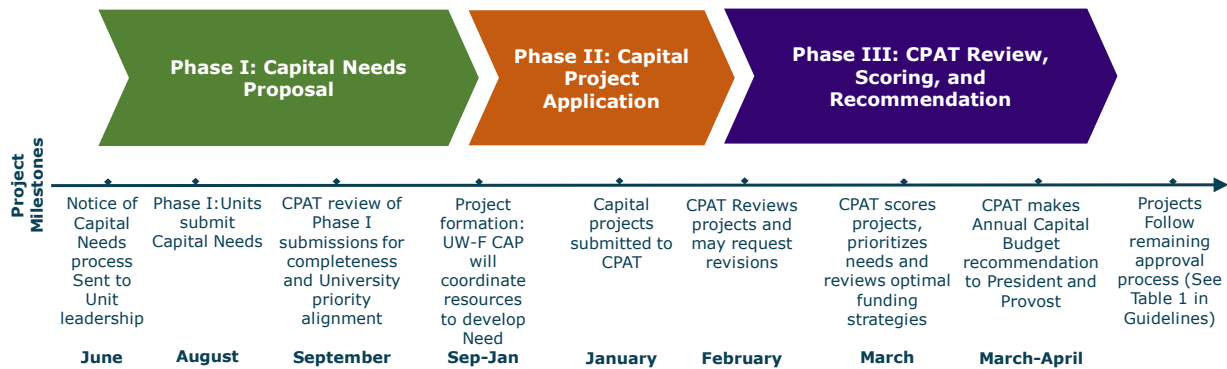 Phase I: Capital Needs
Proposal
Phase II: Capital
Project
Application
Phase III: CPAT Review,
Scoring, and
Recommendation
Project
Milestones
Notice of
Capital
Needs
process
Sent to
Unit
leadership
June
Phase I:Units
submit
Capital Needs
August
CPAT review of
Phase I
submissions for
completeness
and University
priority
alignment
September
Project
formation:
UW-F CAP
will
coordinate
resources
to develop
Need
Sep-Jan
Capital
projects
submitted to
CPAT
January
CPAT Reviews
projects and
may request
revisions
February
CPAT scores
projects,
prioritizes
needs and
reviews optimal
funding
strategies
March
CPAT makes
Annual Capital
Budget
recommendation
to President and
Provost
March-April
Projects
Follow
remaining
approval
process (See
Table 1 in
Guidelines)